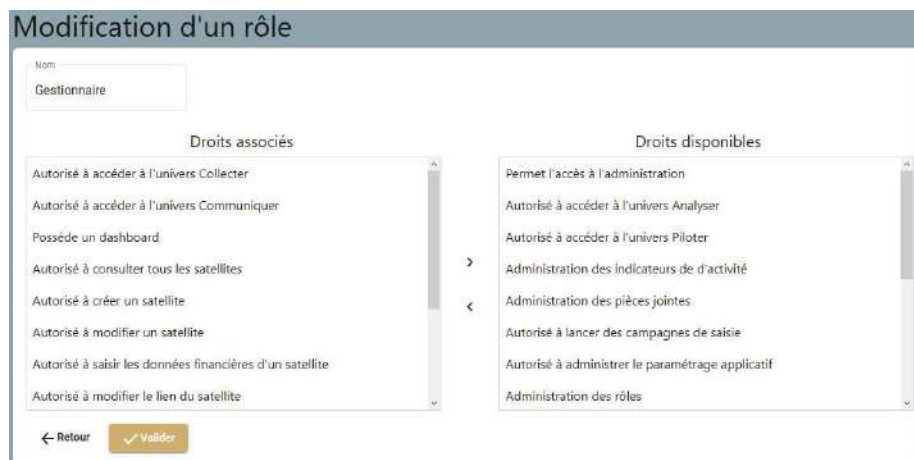 Modification d'un rôle
Nom
Gestionnaire
Droits associés
Autorisé à accéder à l'univers Collecter
Autorisé à accéder à l'univers Communiquer
Possède un dashboard
Autorisé à consulter tous les satellites
Autorisé à créer un satellite
Autorisé à modifier un satellite
Autorisé à saisir les données financières d'un satellite
Autorisé à modifier le lien du satellite
Droits disponibles
Permet l'accès à l'administration
Autorisé à accéder à l'univers Analyser
Autorisé à accéder à l'univers Piloter
Administration des indicateurs de d'activité
Administration des pièces jointes
Autorisé à lancer des campagnes de saisie
Autorisé à administrer le paramétrage applicatif
Administration des rôles
Retour
Valider